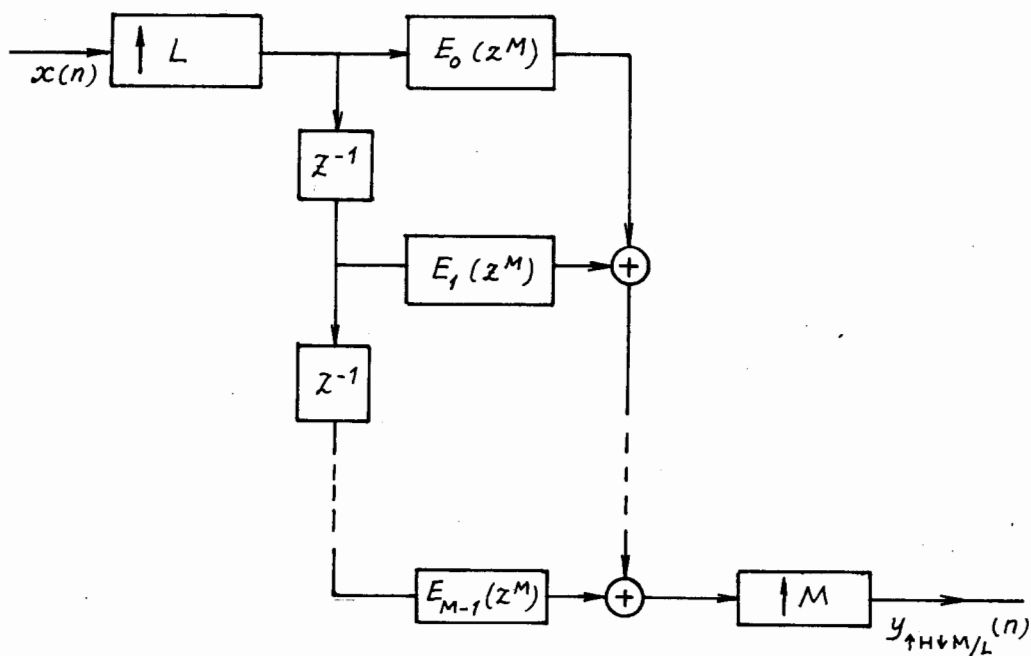 ↑ L
x(n)
E₀(z^M)
z⁻¹
E₁(z^M)
+
z⁻¹
E_{M-1}(z^M)
+
↑ M
y_{↑H↓M/L}(n)